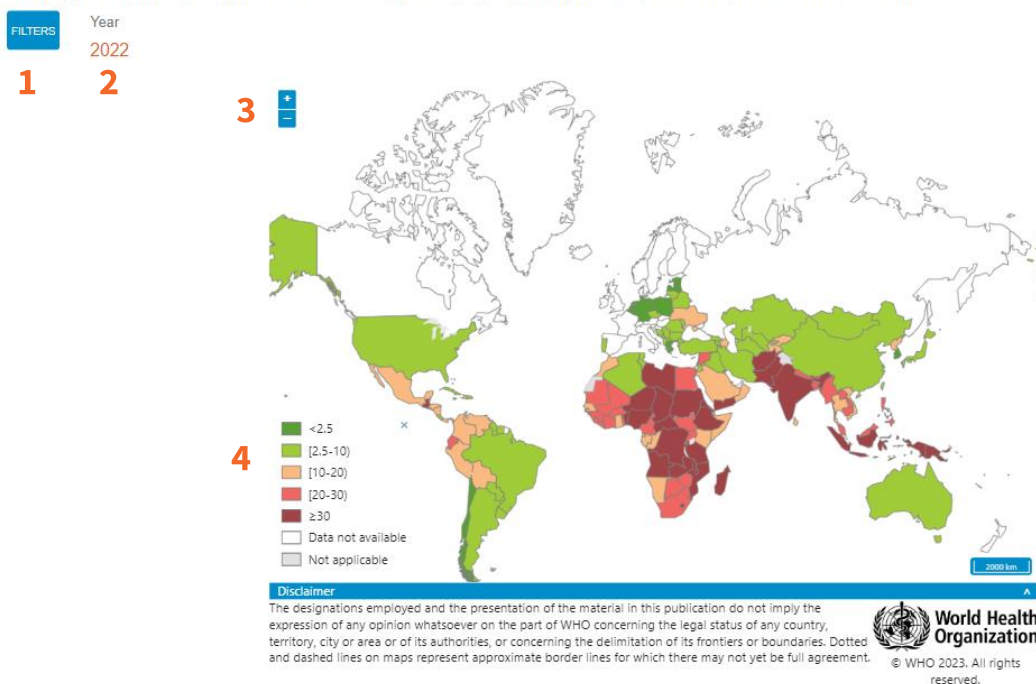 FILTERS
Year
2022
1
2
3
+
−
4
<2.5
[2.5-10)
[10-20)
[20-30)
≥30
Data not available
Not applicable
2000 km
Disclaimer
^
The designations employed and the presentation of the material in this publication do not imply the
expression of any opinion whatsoever on the part of WHO concerning the legal status of any country,
territory, city or area or of its authorities, or concerning the delimitation of its frontiers or boundaries. Dotted
and dashed lines on maps represent approximate border lines for which there may not yet be full agreement.
World Health
Organization
© WHO 2023. All rights
reserved.